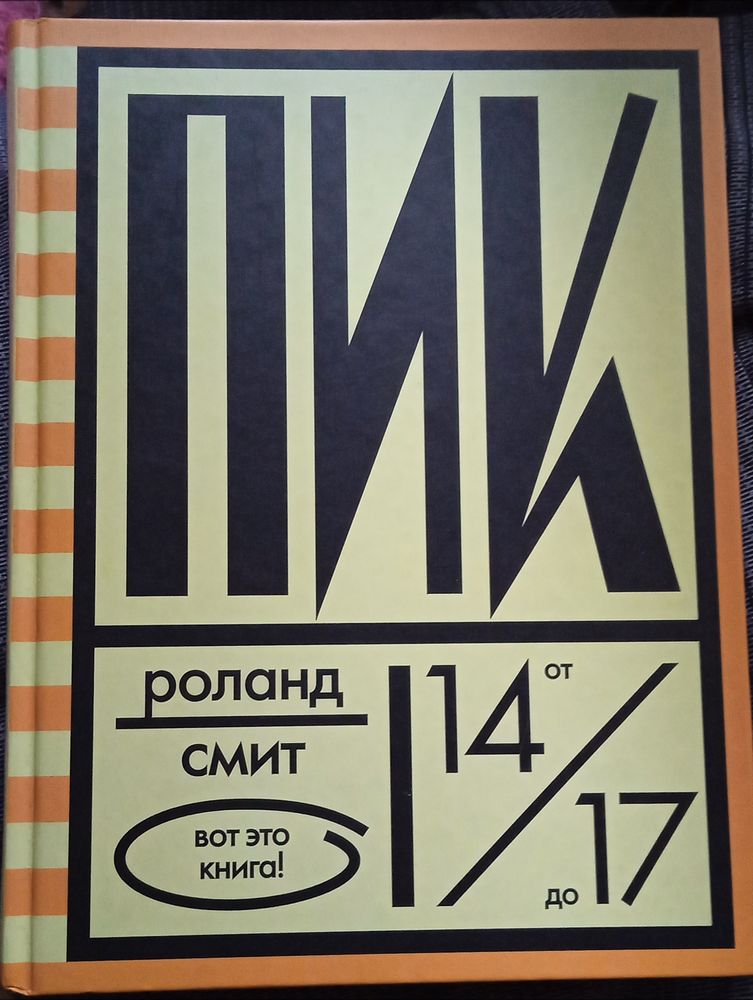 ПИК
роланд
смит
вот это
книга!
14 от
до 17